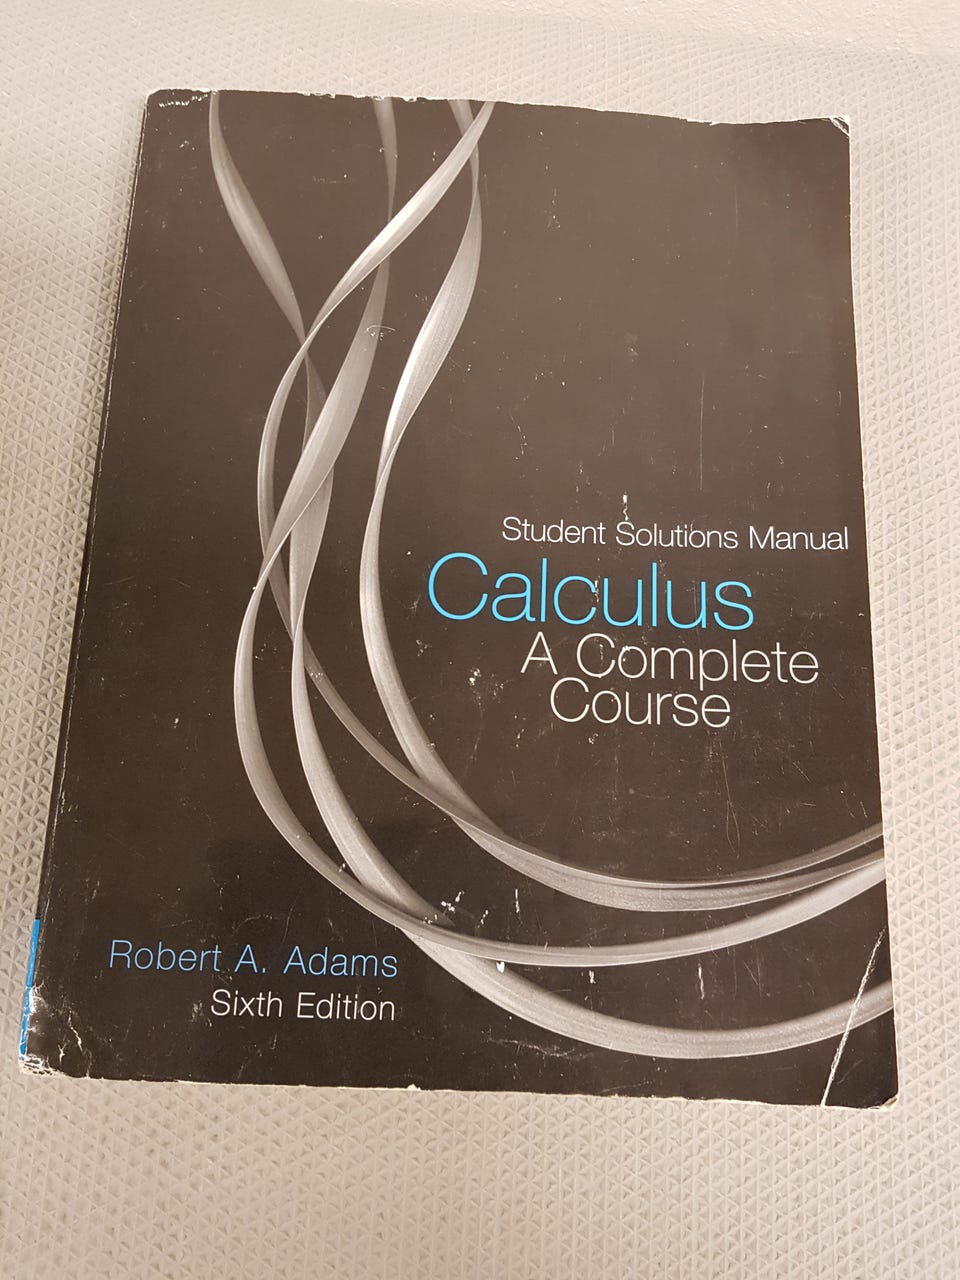 Student Solutions Manual
Calculus
A Complete
Course
Robert A. Adams
Sixth Edition